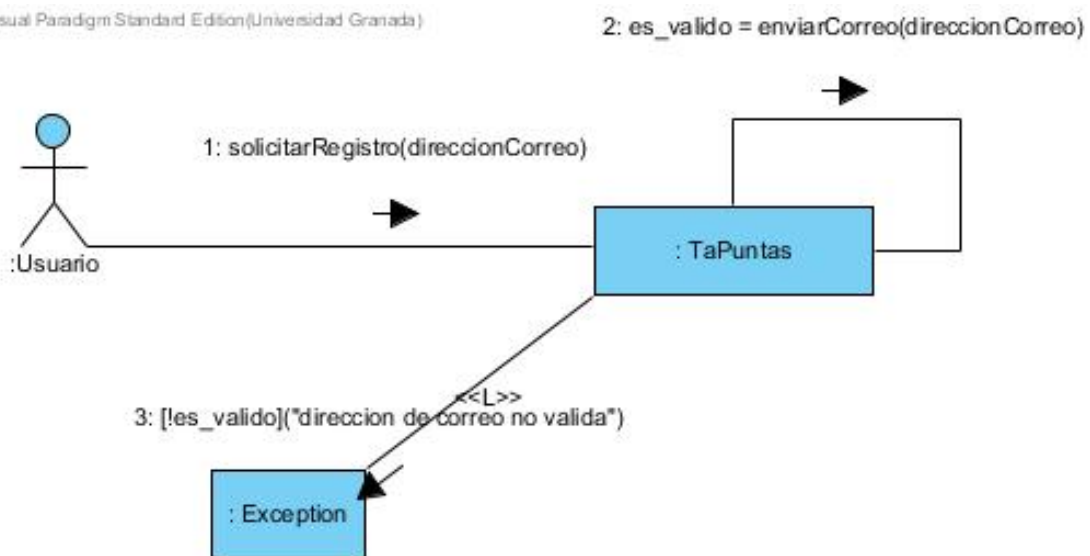 sual Paradigm Standard Edition(Universidad Granada)
2: es_valido = enviarCorreo(direccionCorreo)
1: solicitarRegistro(direccionCorreo)
:Usuario
: TaPuntas
<<L>>
3: [!es_valido]("direccion de correo no valida")
: Exception